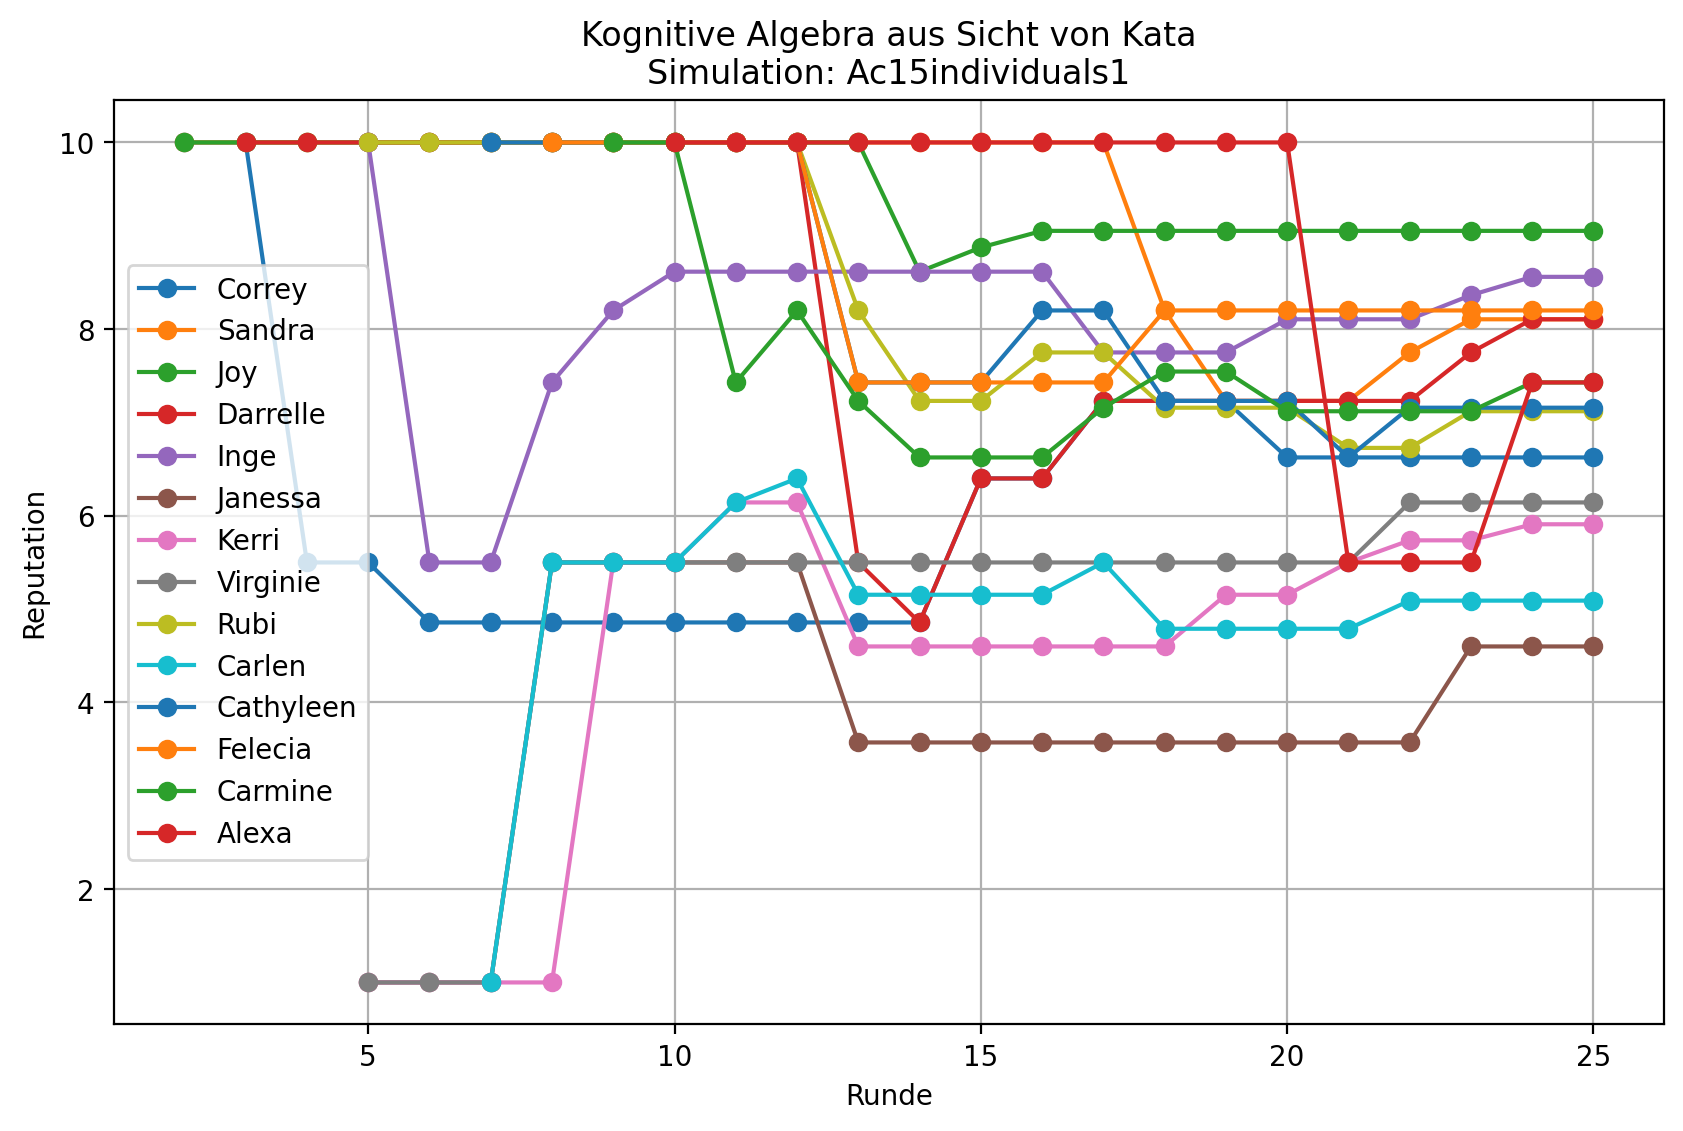 Kognitive Algebra aus Sicht von Kata
Simulation: Ac15individuals1
Reputation
10
8
6
4
2
Correy
Sandra
Joy
Darrelle
Inge
Janessa
Kerri
Virginie
Rubi
Carlen
Cathyleen
Felecia
Carmine
Alexa
5
10
15
20
25
Runde